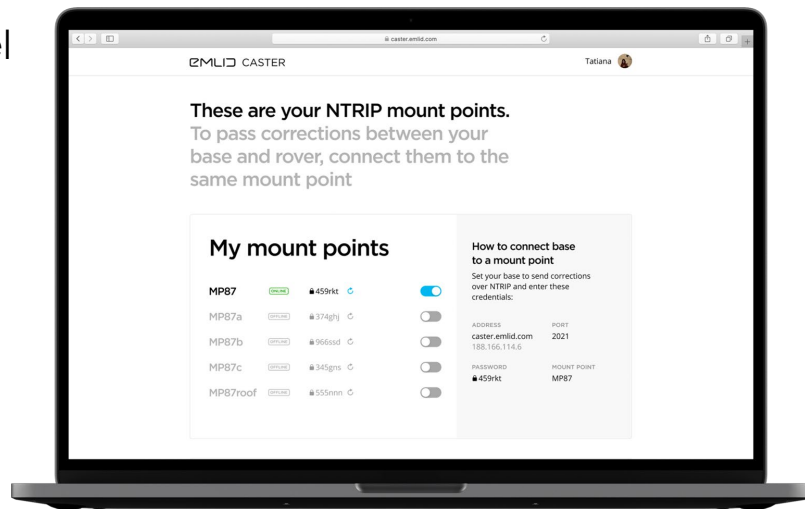 el
caster.emlid.com
EMLID CASTER
Tatiana
These are your NTRIP mount points.
To pass corrections between your
base and rover, connect them to the
same mount point
My mount points
MP87 ONLINE 459rkt
MP87a OFFLINE 374ghj
MP87b OFFLINE 966ssd
MP87c OFFLINE 345gns
MP87roof OFFLINE 555nnn
How to connect base
to a mount point
Set your base to send corrections
over NTRIP and enter these
credentials:
ADDRESS PORT
caster.emlid.com 2021
188.166.114.6
PASSWORD MOUNT POINT
459rkt MP87